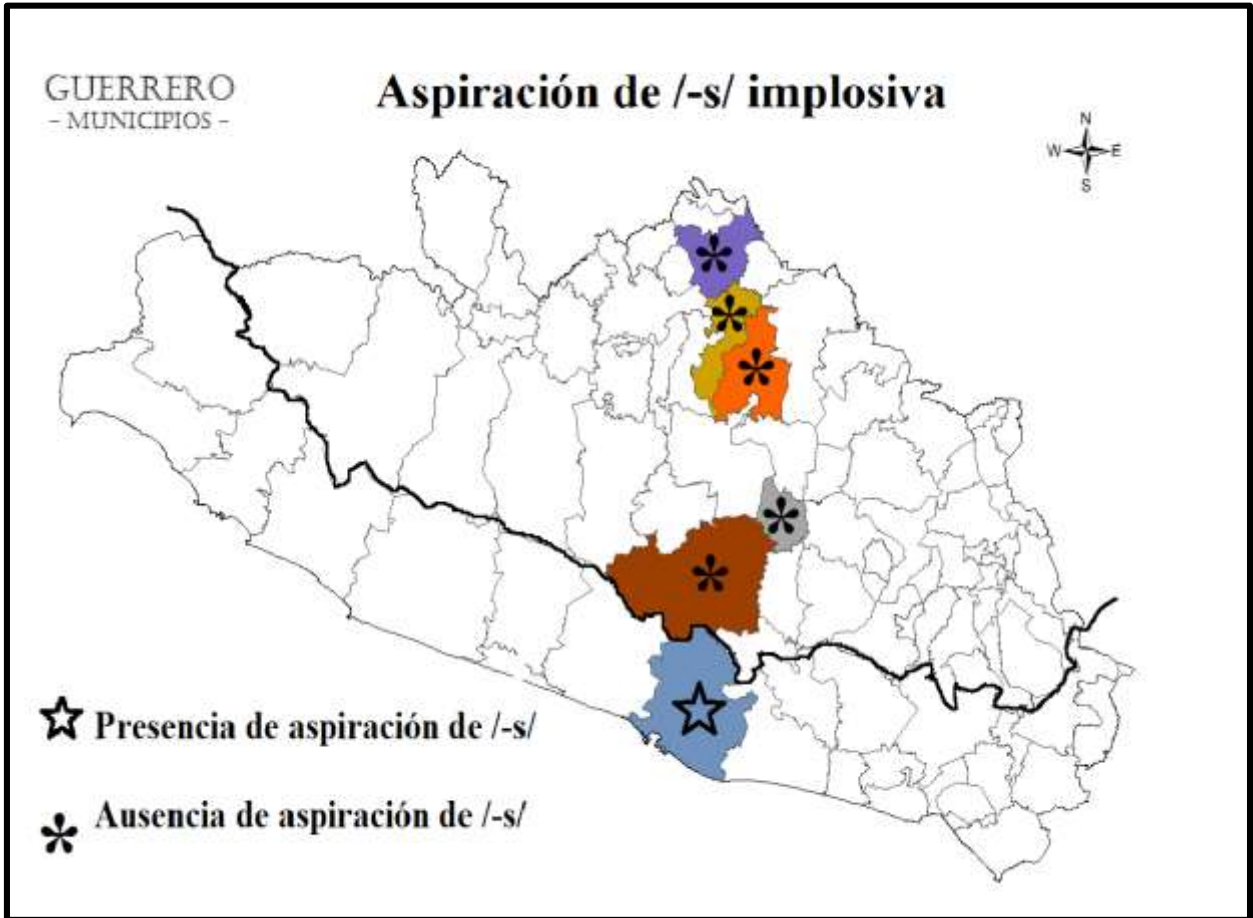 GUERRERO
- MUNICIPIOS -
Aspiración de /-s/ implosiva
N
W E
S
Presencia de aspiración de /-s/
Ausencia de aspiración de /-s/